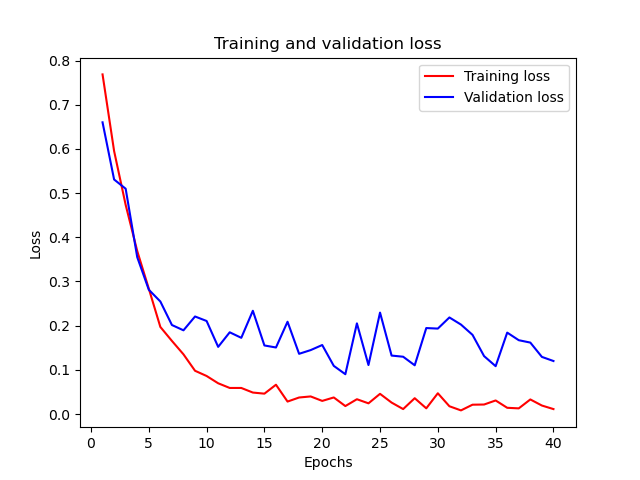 Training and validation loss
Training loss
Validation loss
0.8
0.7
0.6
0.5
0.4
0.3
0.2
0.1
0.0
Loss
0 5 10 15 20 25 30 35 40
Epochs